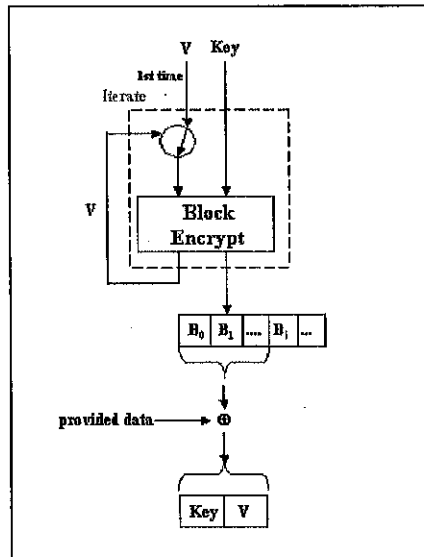 V Key
1st time
Iterate
V
Block
Encrypt
B₀ B₁ .... Bᵢ ...
provided data ⊕
Key V